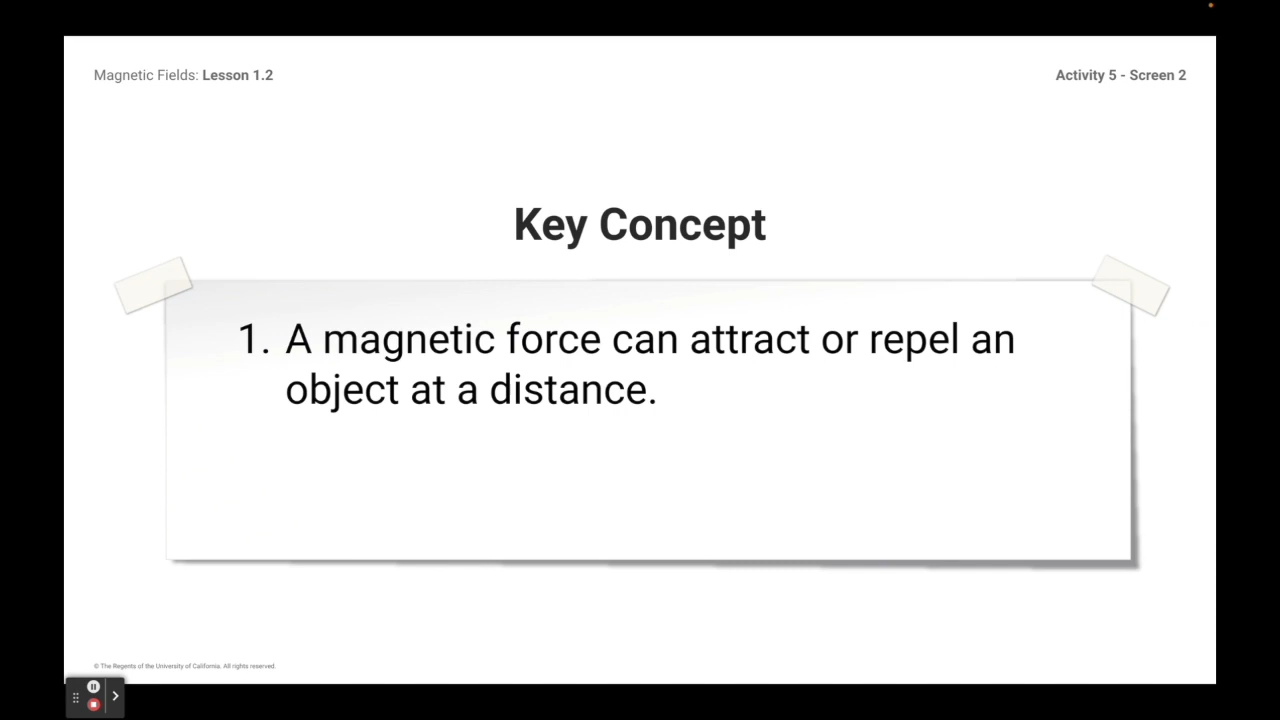 Magnetic Fields: Lesson 1.2
Activity 5 - Screen 2
Key Concept
1. A magnetic force can attract or repel an
object at a distance.
© The Regents of the University of California. All rights reserved.